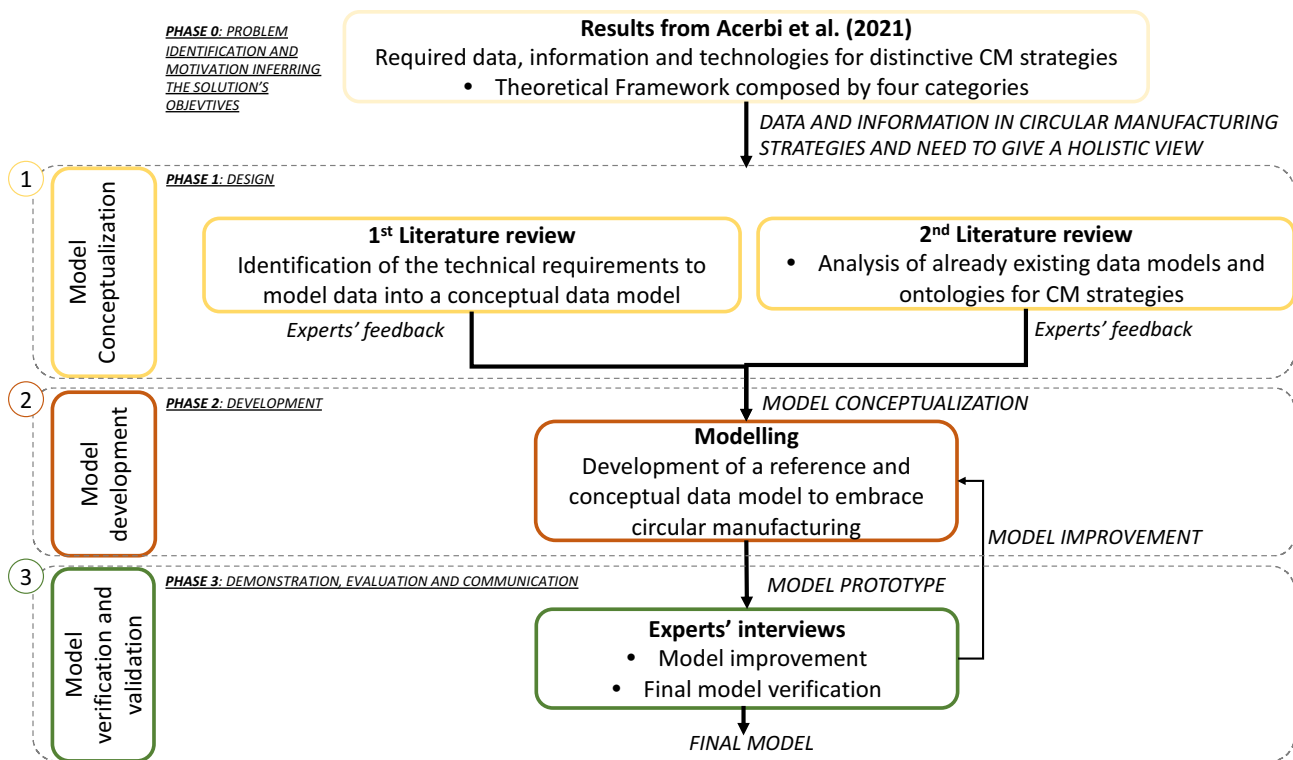 PHASE 0: PROBLEM
IDENTIFICATION AND
MOTIVATION INFERRING
THE SOLUTION'S
OBJEVTIVES
Results from Acerbi et al. (2021)
Required data, information and technologies for distinctive CM strategies
• Theoretical Framework composed by four categories
DATA AND INFORMATION IN CIRCULAR MANUFACTURING
STRATEGIES AND NEED TO GIVE A HOLISTIC VIEW
1
Model
Conceptualization
PHASE 1: DESIGN
1st Literature review
Identification of the technical requirements to
model data into a conceptual data model
Experts' feedback
2nd Literature review
• Analysis of already existing data models and
ontologies for CM strategies
Experts' feedback
2
Model
development
PHASE 2: DEVELOPMENT
MODEL CONCEPTUALIZATION
Modelling
Development of a reference and
conceptual data model to embrace
circular manufacturing
MODEL IMPROVEMENT
3
Model
verification and
validation
PHASE 3: DEMONSTRATION, EVALUATION AND COMMUNICATION
MODEL PROTOTYPE
Experts' interviews
• Model improvement
• Final model verification
FINAL MODEL